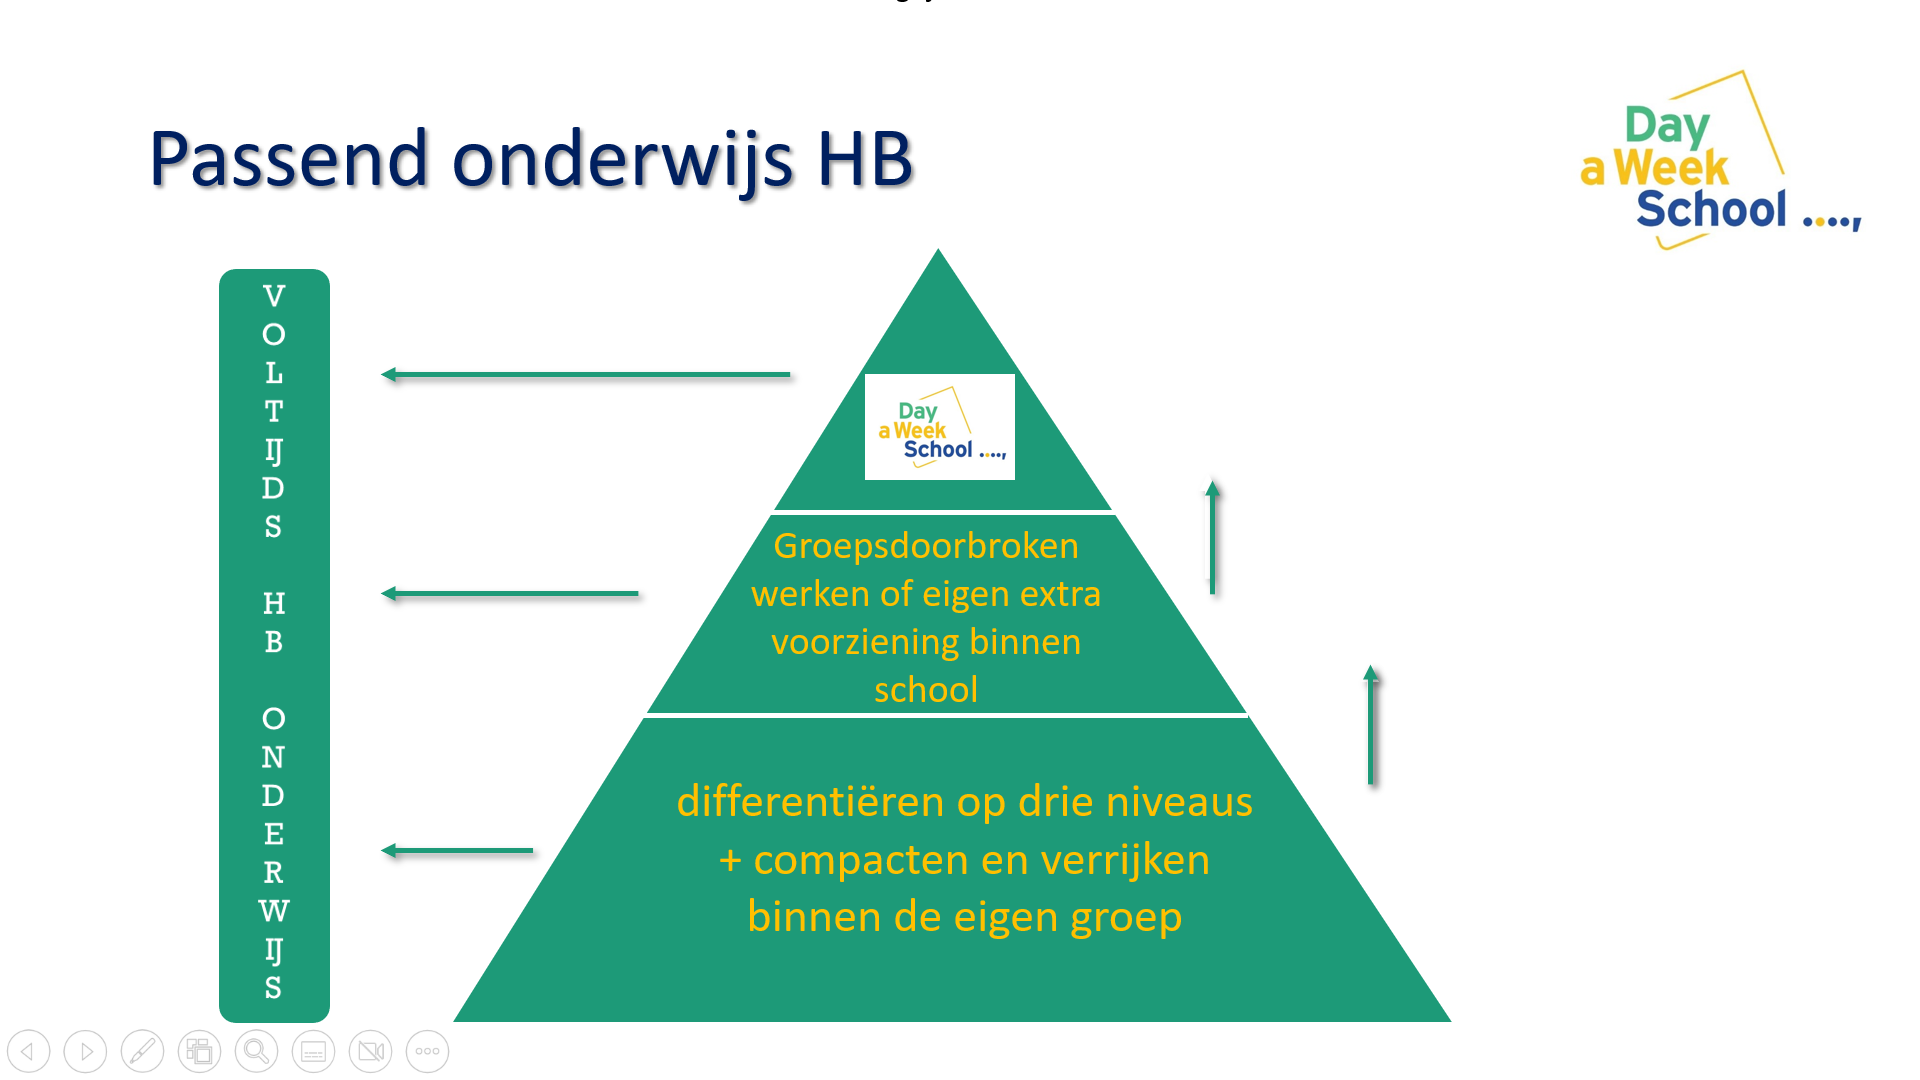 Passend onderwijs HB
Day
a Week
School ....,
V
O
L
T
IJ
D
S
H
B
O
N
D
E
R
W
IJ
S
Day
a Week
School ....,
Groepsdoorbroken
werken of eigen extra
voorziening binnen
school
differentiëren op drie niveaus
+ compacten en verrijken
binnen de eigen groep